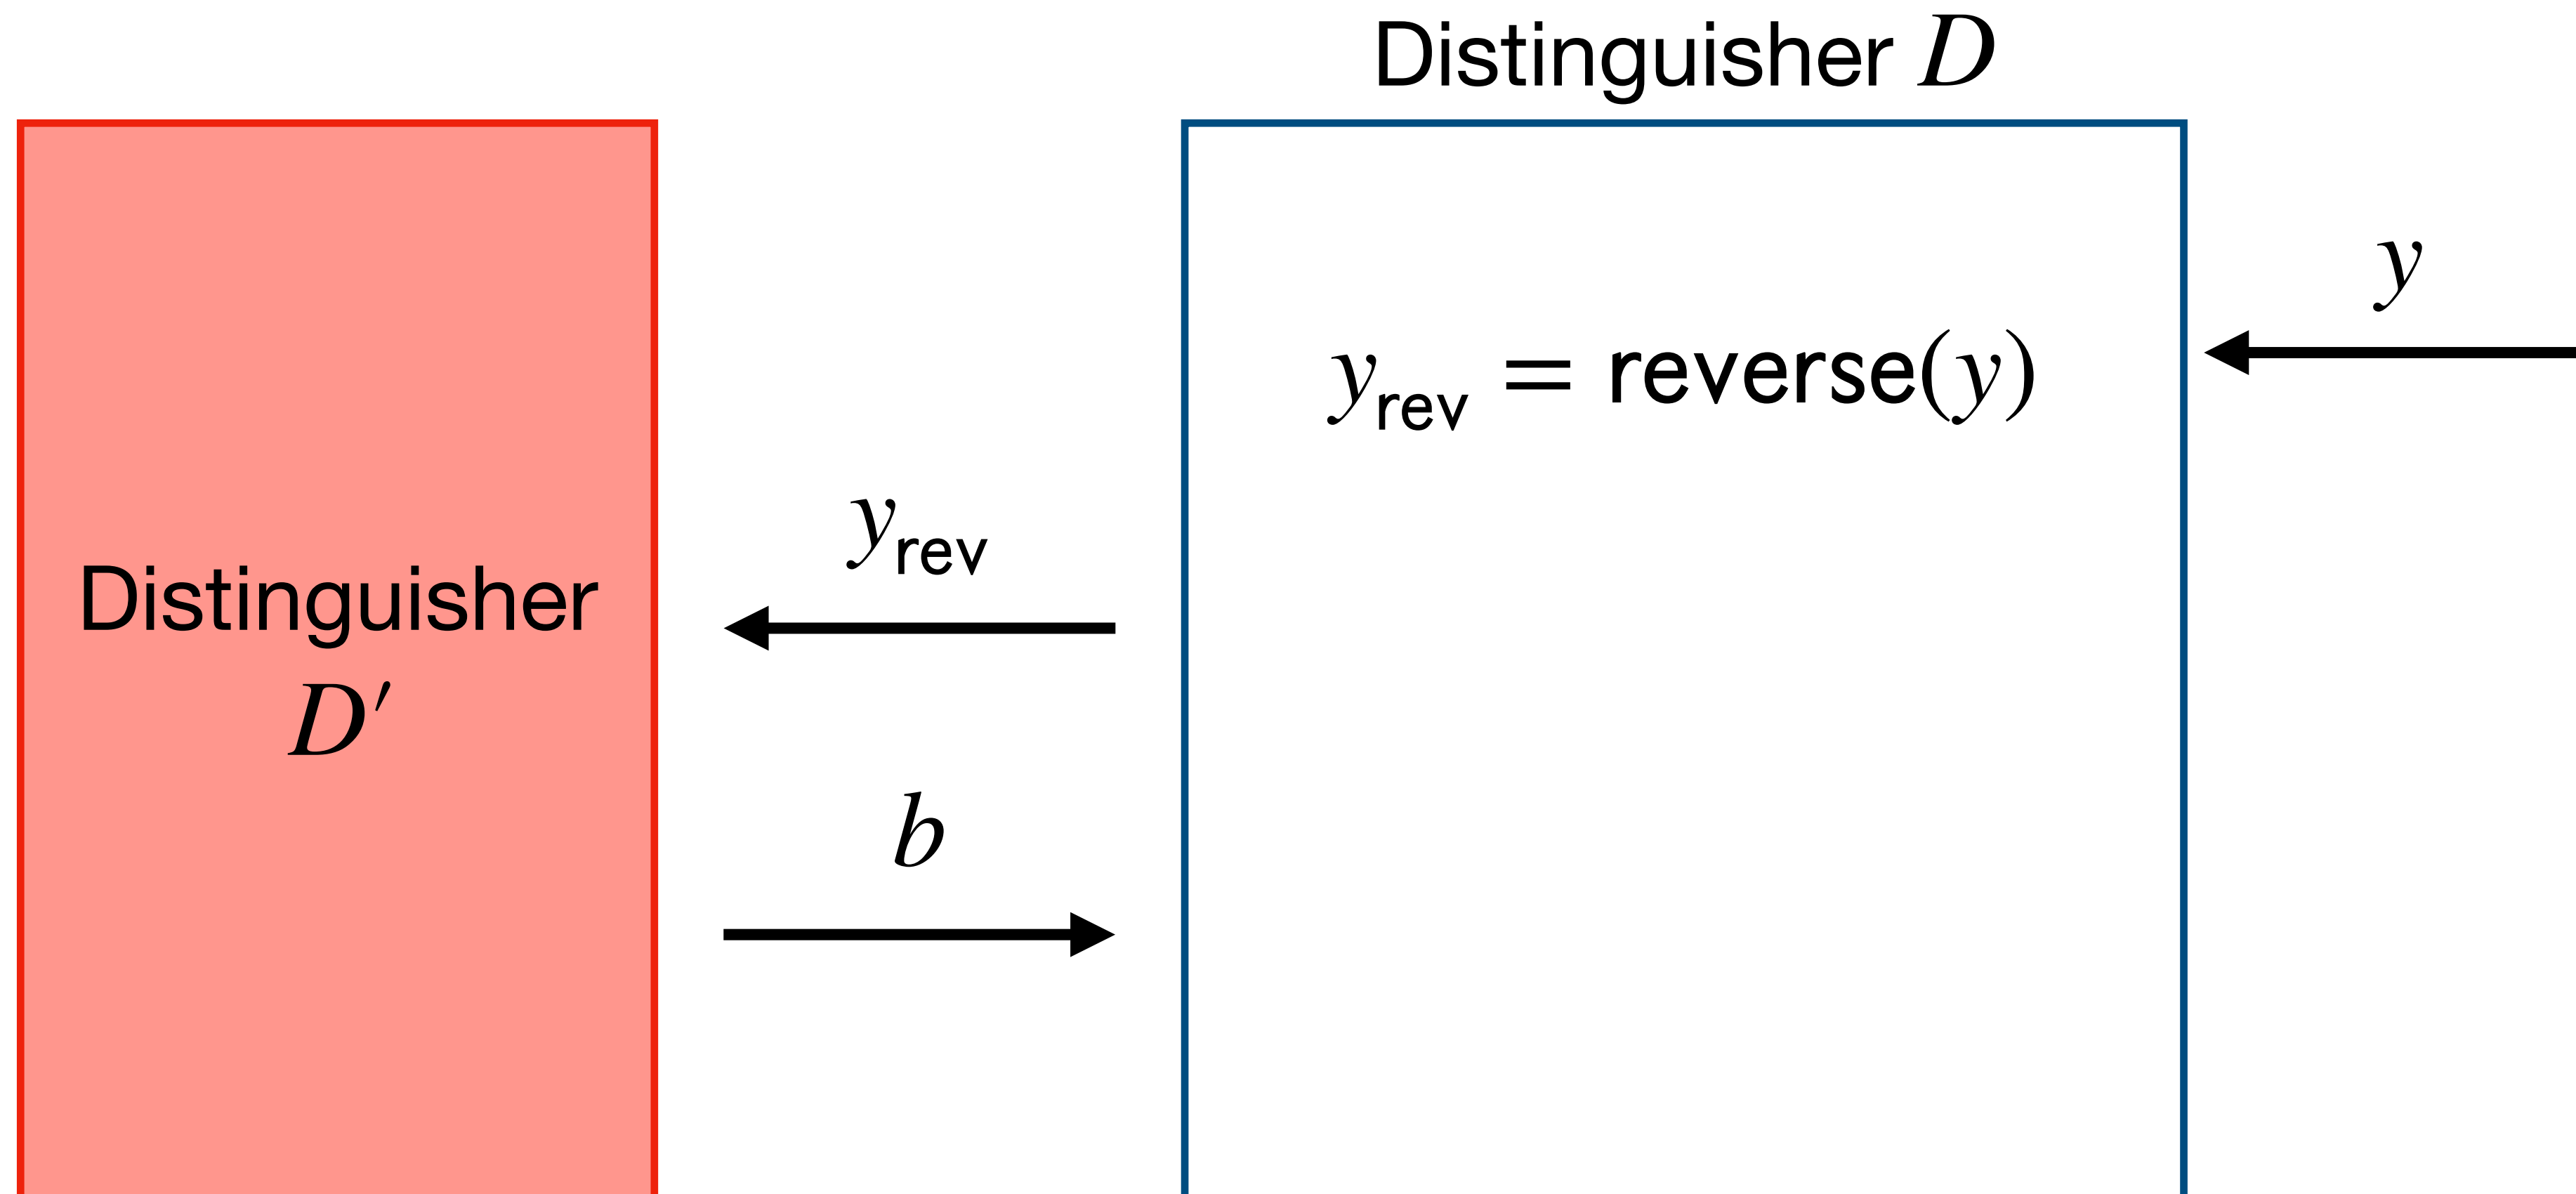 Distinguisher D
y
y_rev = reverse(y)
y_rev
Distinguisher
D′
b